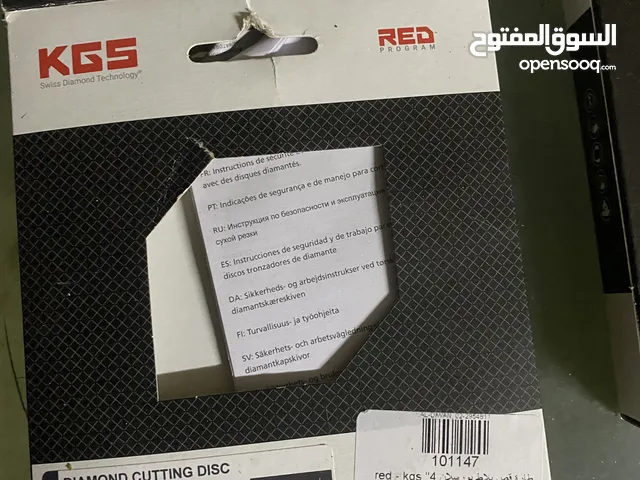 KGS
Swiss Diamond Technology®
RED
PROGRAM
السوق المفتوح
opensooq.com
FR: Instructions de sécurité
avec des disques diamantés.
PT: Indicações de segurança e de manejo para
RU: Инструкция по безопасности и эксплуатации
сухой резки
ES: Instrucciones de seguridad y de trabajo para
discos tronzadores de diamante
DA: Sikkerheds- og arbejdsinstrukser ved
diamantskæreskiven
FI: Turvallisuus- ja työohjeita
SV: Säkerhets- och arbetsvägledning
diamantkapskivor
101147
red - kgs "4
DIAMOND CUTTING DISC